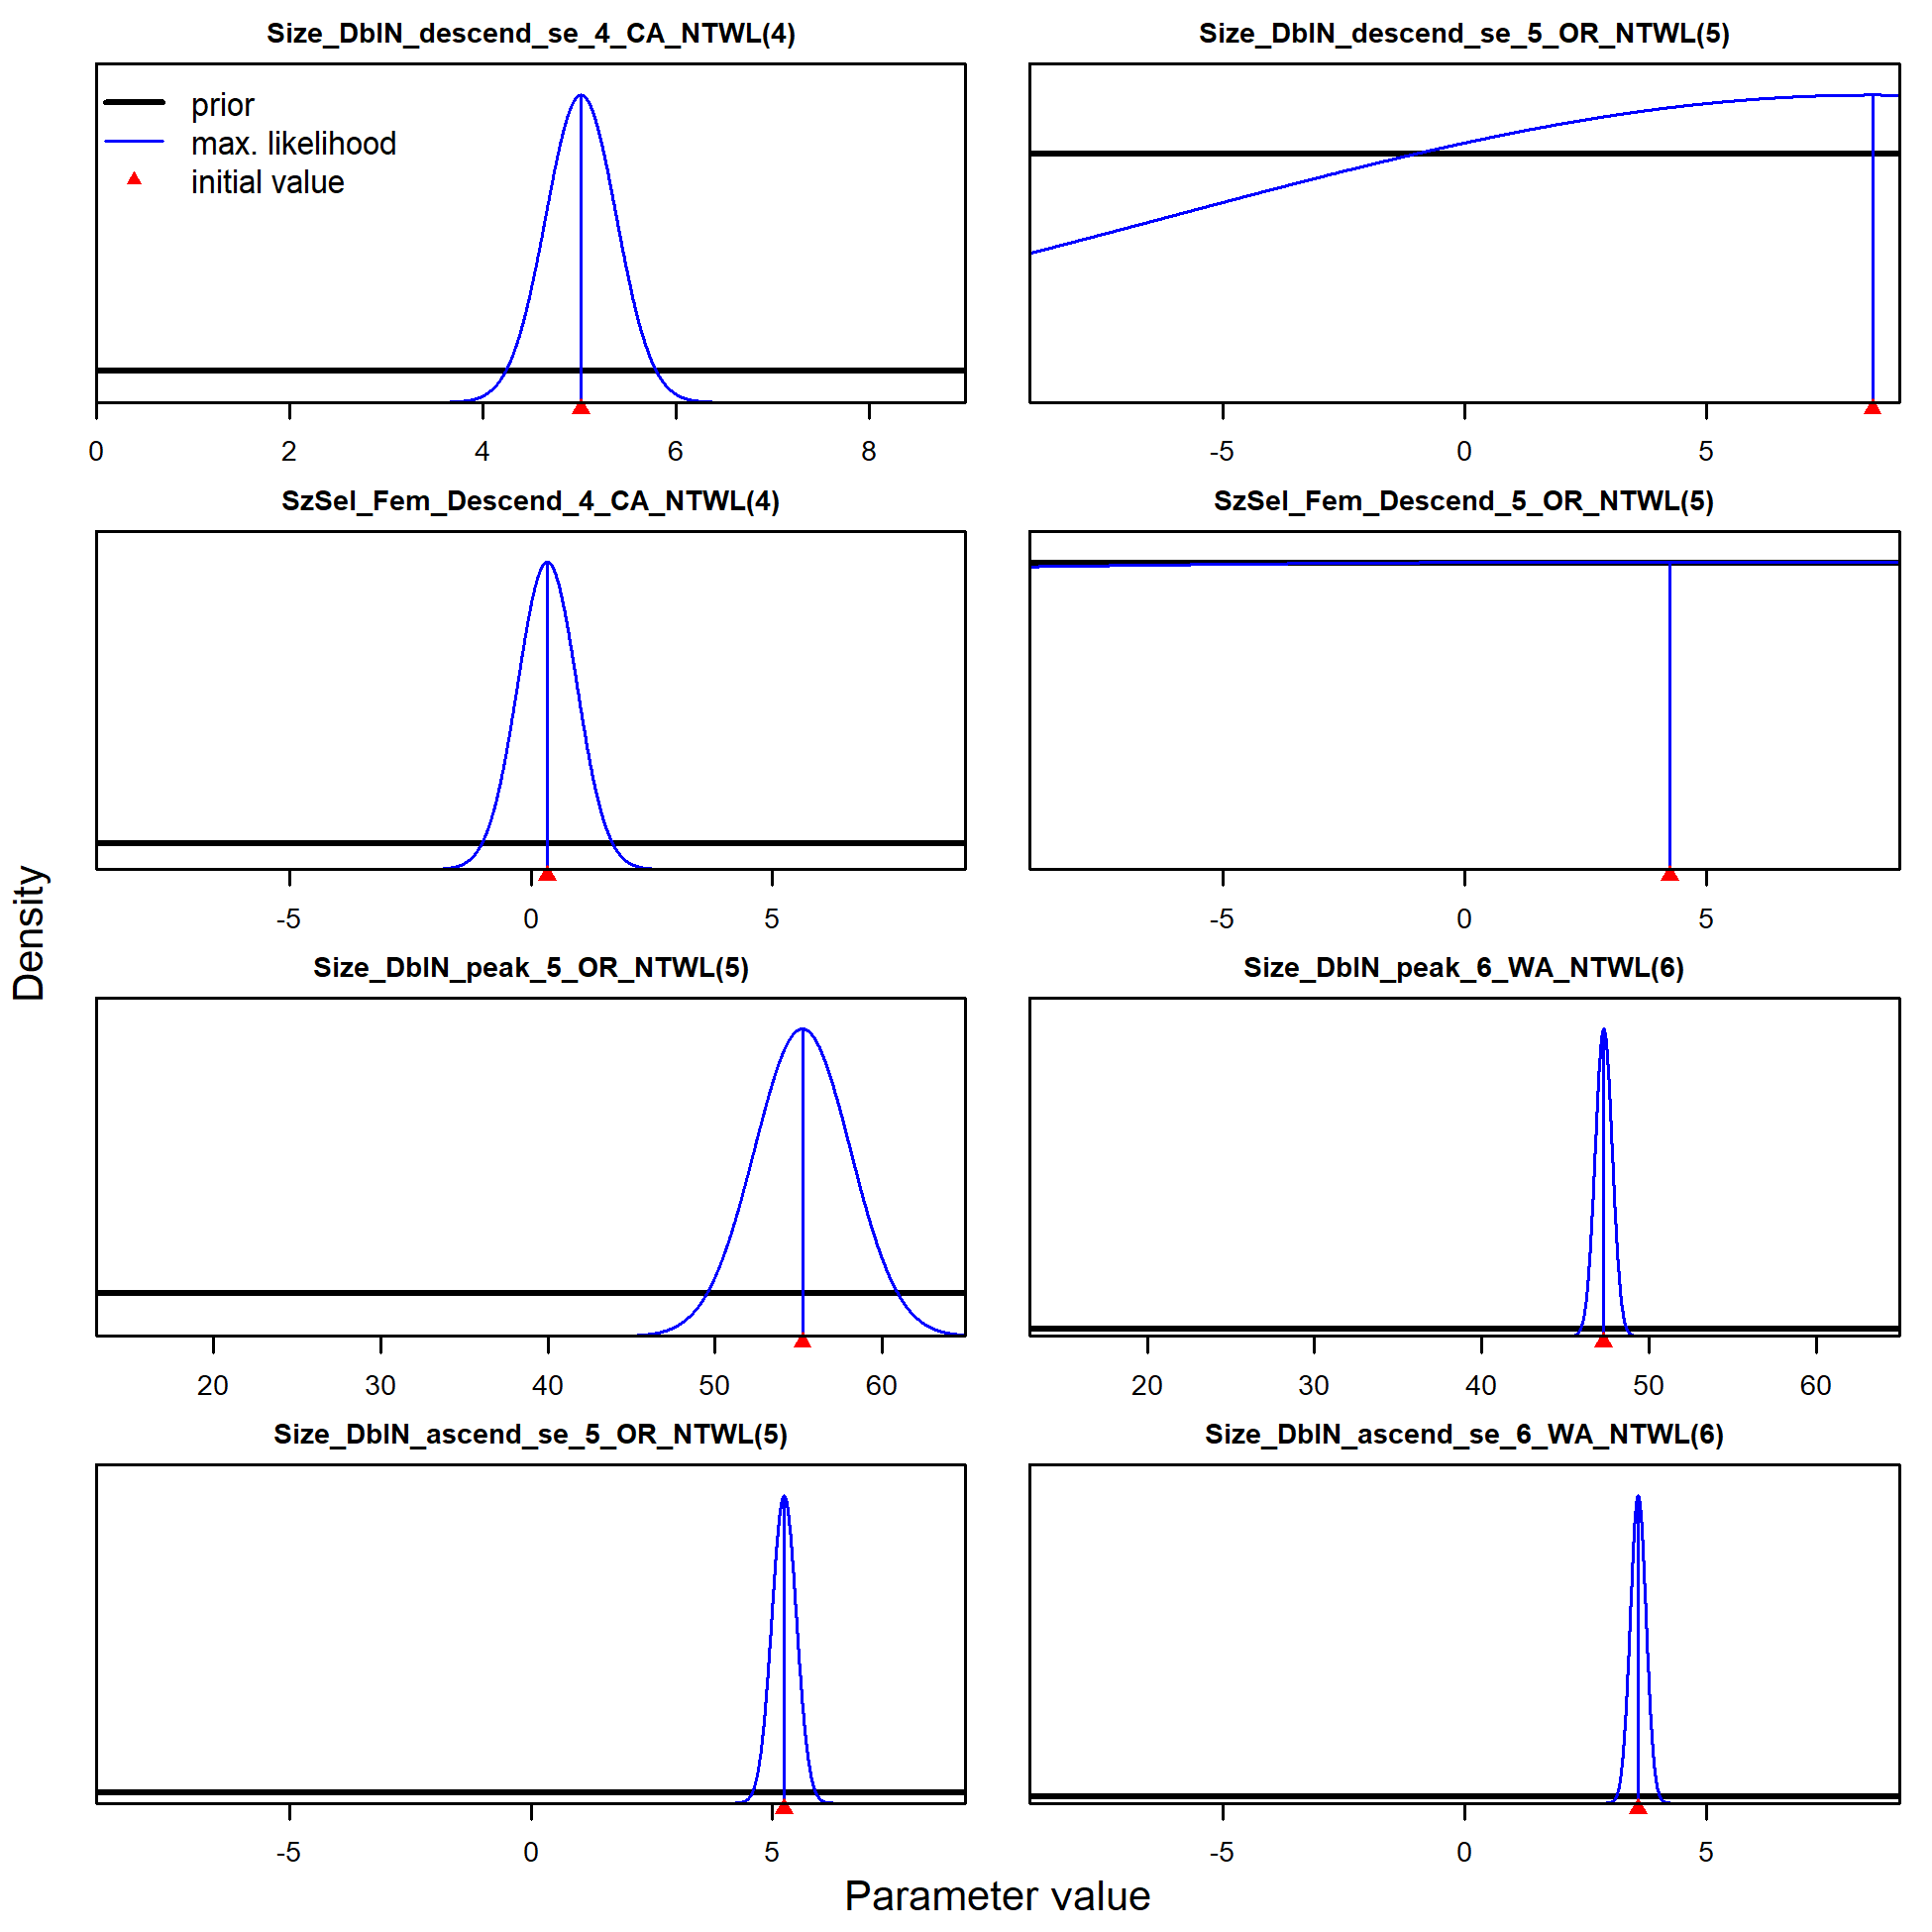 Size_DblN_descend_se_4_CA_NTWL(4)
prior
max. likelihood
initial value
0 2 4 6 8
Size_DblN_descend_se_5_OR_NTWL(5)
-5 0 5
SzSel_Fem_Descend_4_CA_NTWL(4)
-5 0 5
SzSel_Fem_Descend_5_OR_NTWL(5)
-5 0 5
Size_DblN_peak_5_OR_NTWL(5)
20 30 40 50 60
Size_DblN_peak_6_WA_NTWL(6)
20 30 40 50 60
Size_DblN_ascend_se_5_OR_NTWL(5)
-5 0 5
Size_DblN_ascend_se_6_WA_NTWL(6)
-5 0 5
Density
Parameter value